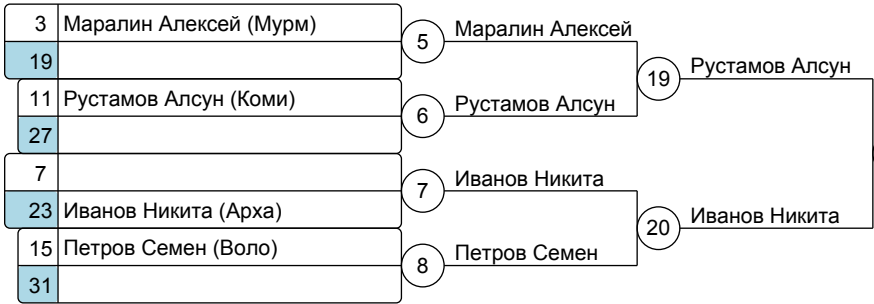 3 Маралин Алексей (Мурм)
19
5 Маралин Алексей
11 Рустамов Алсун (Коми)
27
6 Рустамов Алсун
19 Рустамов Алсун
7
23 Иванов Никита (Арха)
7 Иванов Никита
15 Петров Семен (Воло)
31
8 Петров Семен
20 Иванов Никита